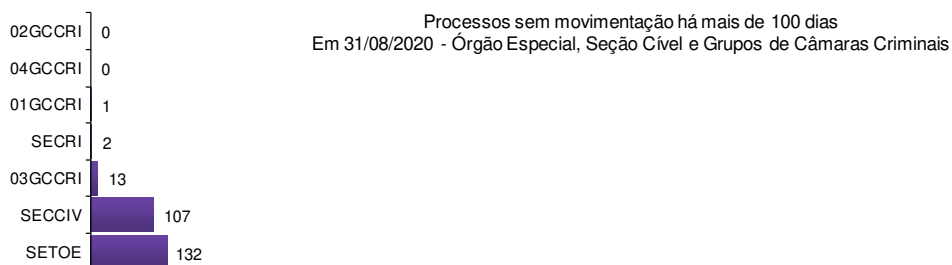 Processos sem movimentação há mais de 100 dias
Em 31/08/2020 - Órgão Especial, Seção Cível e Grupos de Câmaras Criminais
02GCCRI 0
04GCCRI 0
01GCCRI 1
SECRI 2
03GCCRI 13
SECCIV 107
SETOE 132